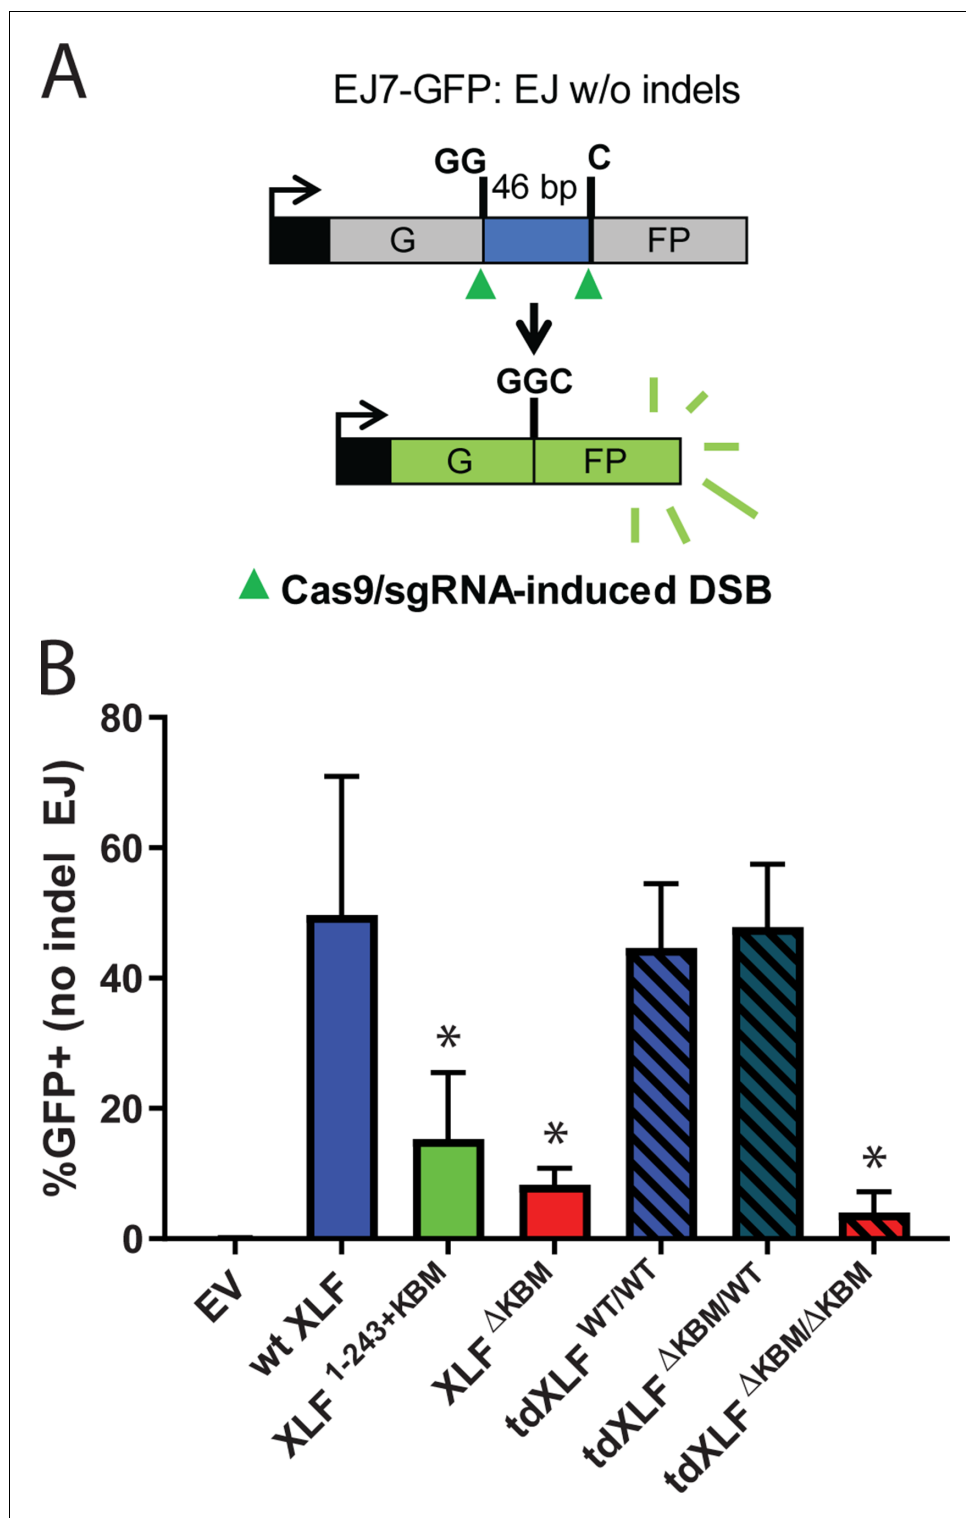 A
EJ7-GFP: EJ w/o indels
GG C
46 bp
G FP
GGC
G FP
Cas9/sgRNA-induced DSB
B
%GFP+ (no indel EJ)
80
60
40
20
0
* * *
EV
wt XLF
XLF 1-243+KBM
XLF ΔKBM
tdXLF WT/WT
tdXLF ΔKBM/WT
tdXLF ΔKBM/ΔKBM